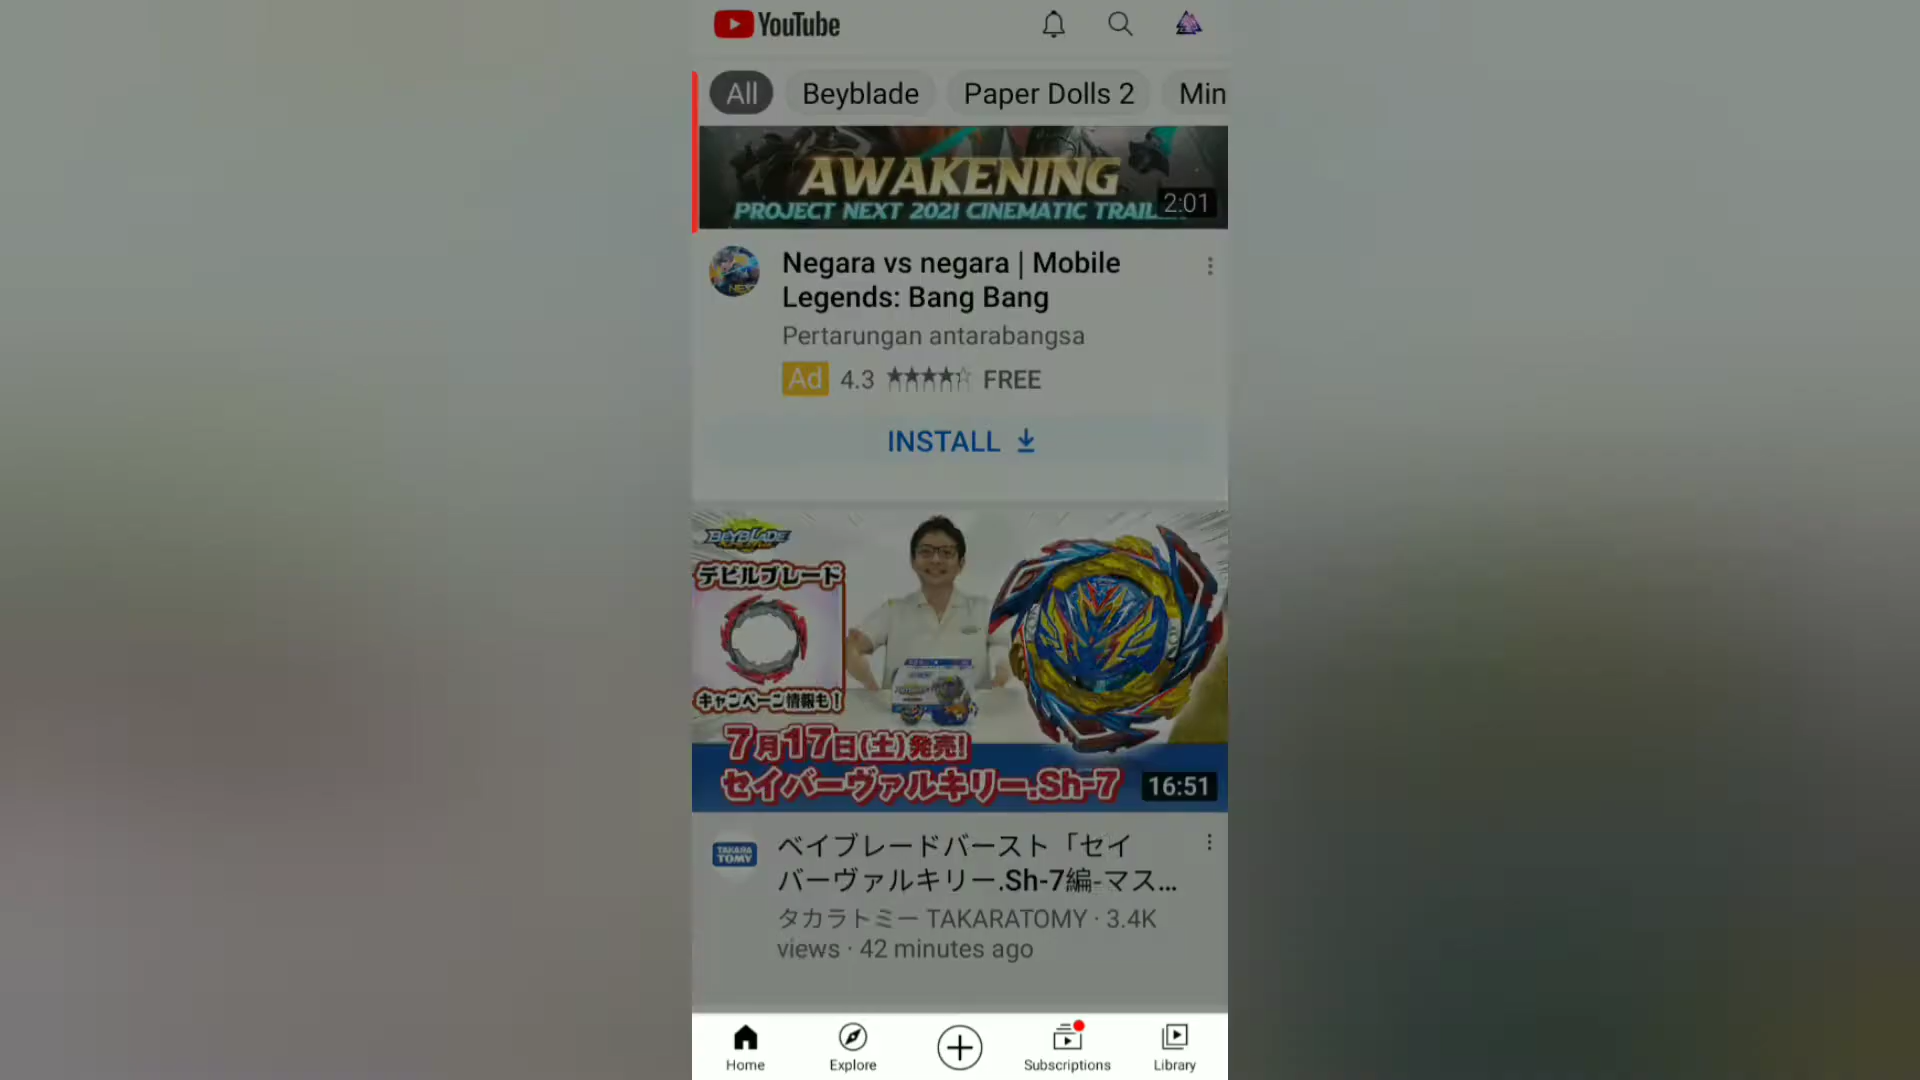 YouTube
All Beyblade Paper Dolls 2 Min
AWAKENING
PROJECT NEXT 2021 CINEMATIC TRAIL
2:01
Negara vs negara | Mobile
Legends: Bang Bang
Pertarungan antarabangsa
Ad 4.3 ★★★★☆ FREE
INSTALL
BEYBLADE
デビルブレード
キャンペーン情報も!
7月17日(土)発売!
セイバーヴァルキリー.Sh-7
16:51
TAKARA
TOMY
ベイブレードバースト「セイ
バーヴァルキリー.Sh-7編-マス...
タカラトミー TAKARATOMY · 3.4K
views · 42 minutes ago
Home Explore Subscriptions Library